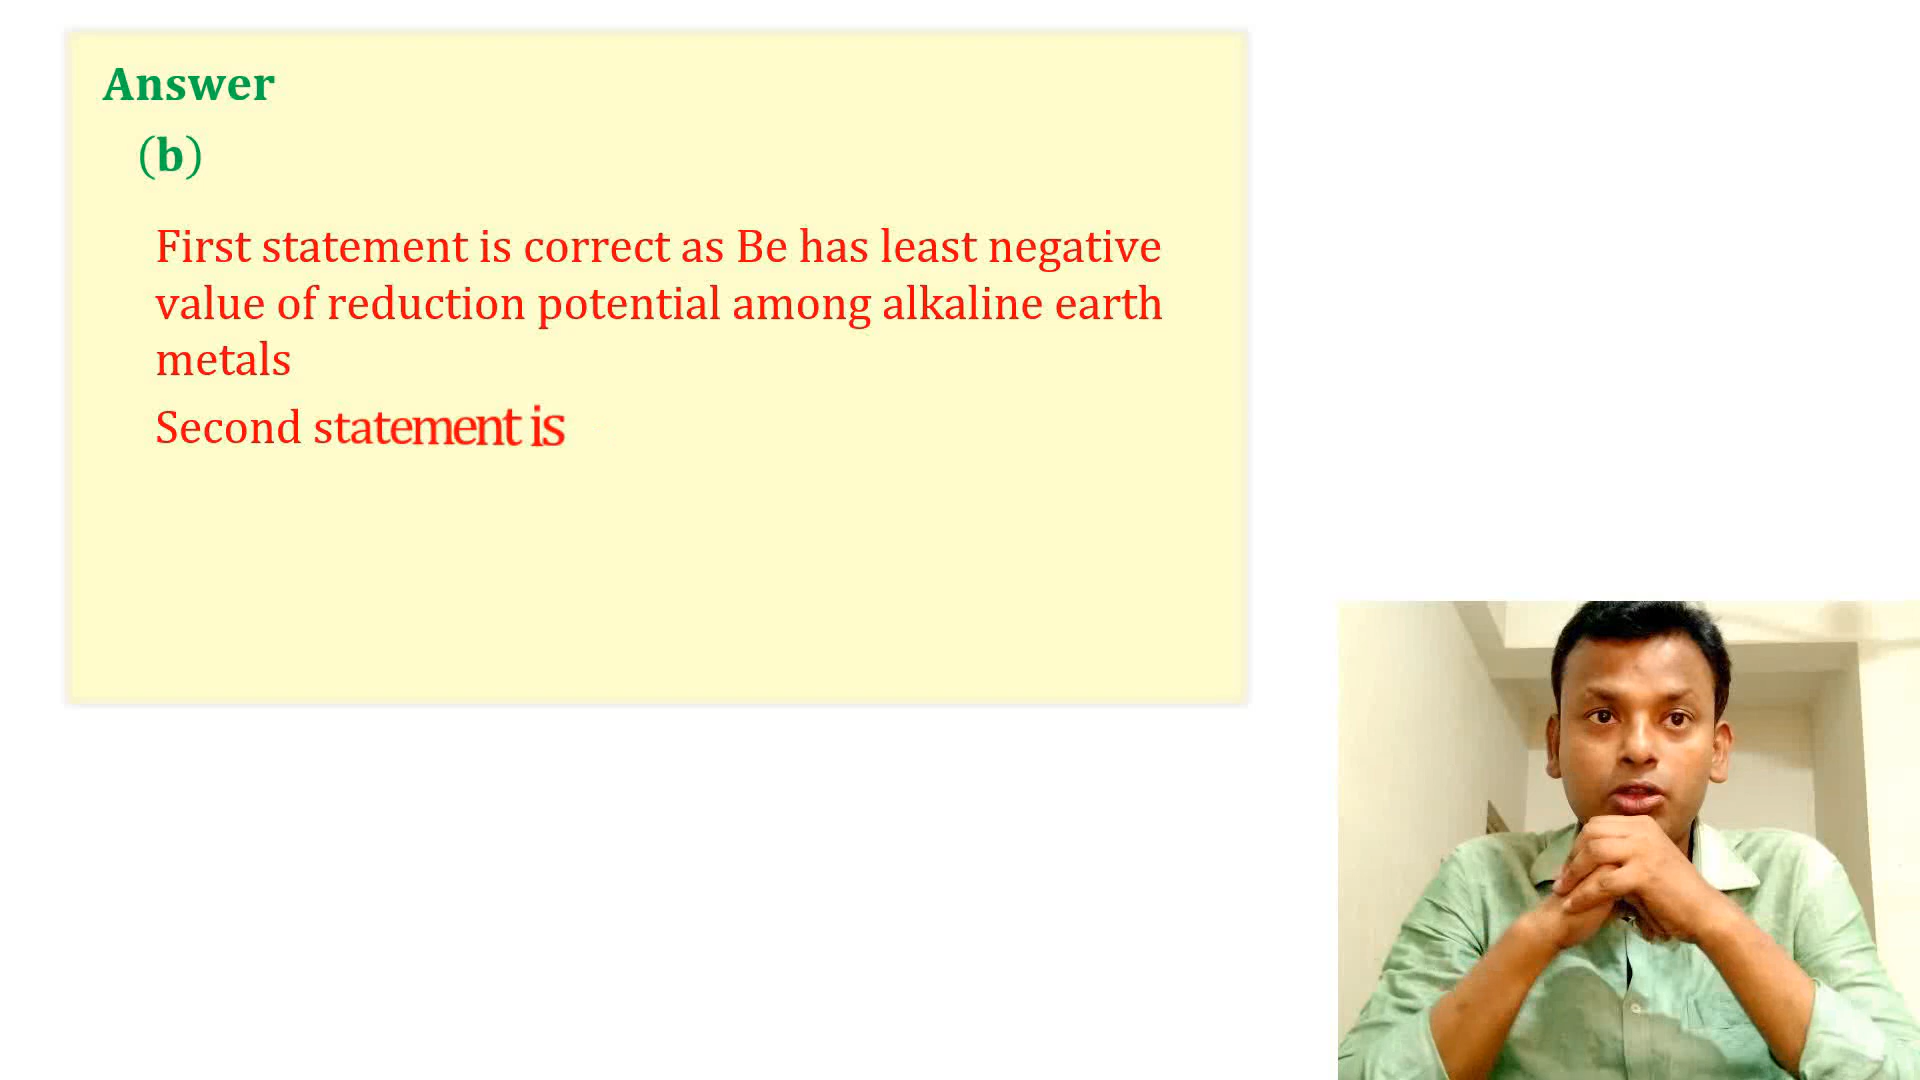 Answer
(b)
First statement is correct as Be has least negative
value of reduction potential among alkaline earth
metals
Second statement is